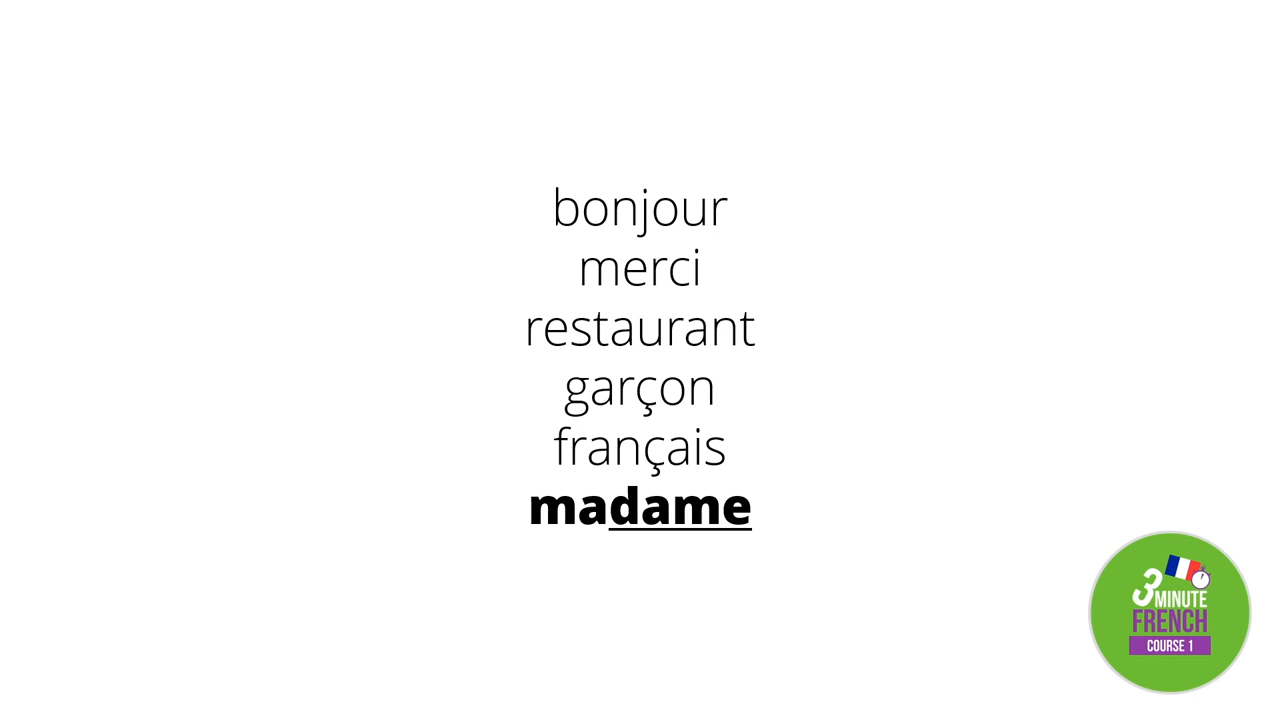 bonjour
merci
restaurant
garçon
français
madame
3 MINUTE
FRENCH
COURSE 1